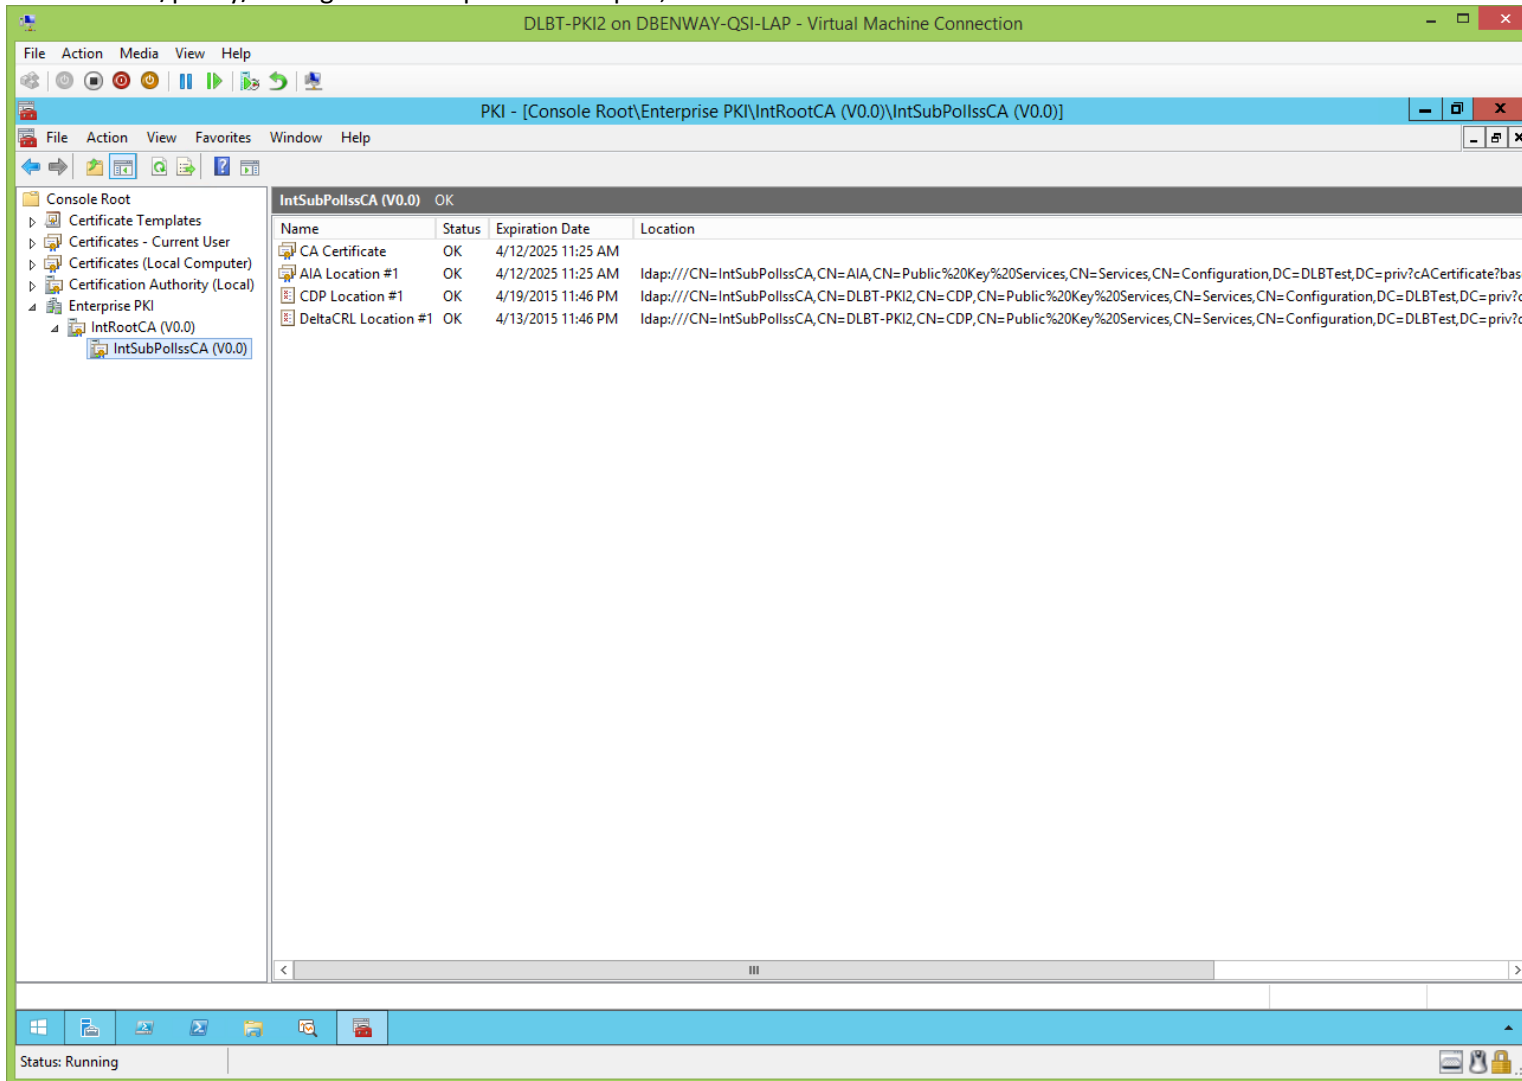 DLBT-PKI2 on DBENWAY-QSI-LAP - Virtual Machine Connection
File Action Media View Help
PKI - [Console Root\Enterprise PKI\IntRootCA (V0.0)\IntSubPolIssCA (V0.0)]
File Action View Favorites Window Help
Console Root
Certificate Templates
Certificates - Current User
Certificates (Local Computer)
Certification Authority (Local)
Enterprise PKI
IntRootCA (V0.0)
IntSubPolIssCA (V0.0)
IntSubPolIssCA (V0.0) OK
Name Status Expiration Date Location
CA Certificate OK 4/12/2025 11:25 AM
AIA Location #1 OK 4/12/2025 11:25 AM ldap:///CN=IntSubPolIssCA,CN=AIA,CN=Public%20Key%20Services,CN=Services,CN=Configuration,DC=DLBTest,DC=priv?cACertificate?bas
CDP Location #1 OK 4/19/2015 11:46 PM ldap:///CN=IntSubPolIssCA,CN=DLBT-PKI2,CN=CDP,CN=Public%20Key%20Services,CN=Services,CN=Configuration,DC=DLBTest,DC=priv?c
DeltaCRL Location #1 OK 4/13/2015 11:46 PM ldap:///CN=IntSubPolIssCA,CN=DLBT-PKI2,CN=CDP,CN=Public%20Key%20Services,CN=Services,CN=Configuration,DC=DLBTest,DC=priv?c
Status: Running